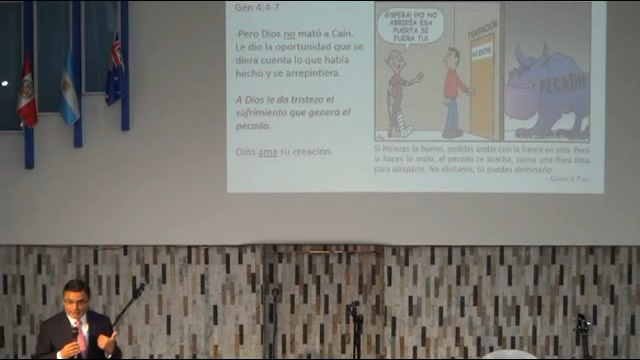 Gén 4:4-7
-Pero Dios no mató a Caín.
Le dio la oportunidad que se
diera cuenta lo que había
hecho y se arrepintiera.
A Dios le da tristeza el
sufrimiento que genera el
pecado.
Dios ama su creación.
¡ESPERA! ¡YO NO
ABRIRÍA ESA
PUERTA SI
FUERA TU!
TENTACIÓN
NO ENTRE
PECADO
Si hicieras lo bueno, podrías andar con la frente en alto. Pero
si haces lo malo, el pecado te acecha, como una fiera lista
para atraparte. No obstante, tú puedes dominarlo.